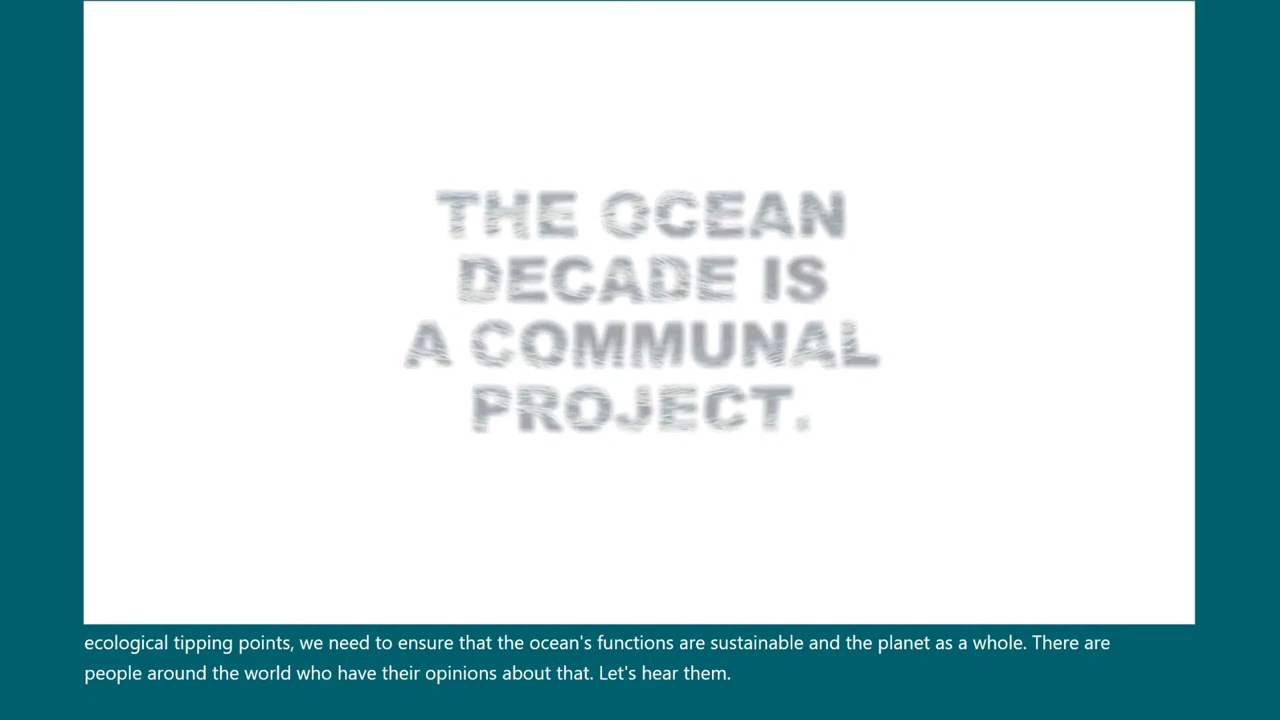 THE OCEAN
DECADE IS
A COMMUNAL
PROJECT.
ecological tipping points, we need to ensure that the ocean's functions are sustainable and the planet as a whole. There are
people around the world who have their opinions about that. Let's hear them.